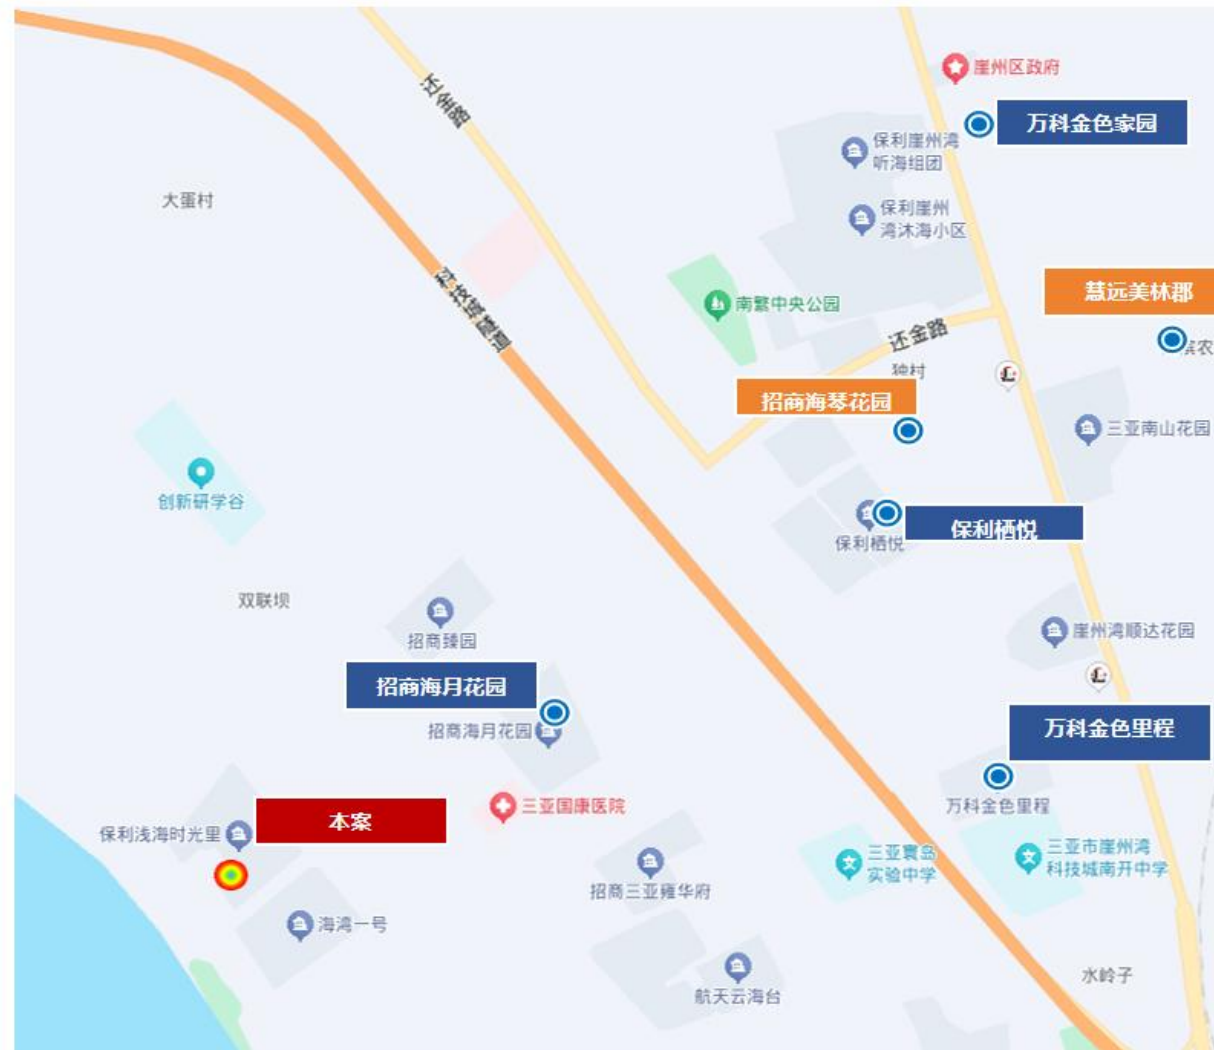 崖州区政府
万科金色家园
还金路
保利崖州湾
听海组团
大蛋村
保利崖州
湾沐海小区
慧远美林郡
科技城隧道
南繁中央公园
还金路
滨农
独村
招商海琴花园
三亚南山花园
创新研学谷
保利栖悦
保利栖悦
双联坝
招商臻园
崖州湾顺达花园
招商海月花园
招商海月花园
万科金色里程
万科金色里程
三亚国康医院
本案
保利浅海时光里
三亚寰岛
实验中学
三亚市崖州湾
科技城南开中学
招商三亚雍华府
海湾一号
航天云海台
水岭子